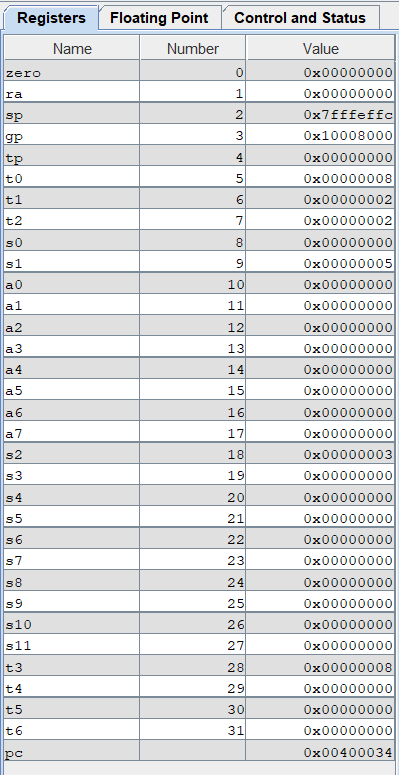 Registers Floating Point Control and Status
Name Number Value
zero 0 0x00000000
ra 1 0x00000000
sp 2 0x7fffeffc
gp 3 0x10008000
tp 4 0x00000000
t0 5 0x00000008
t1 6 0x00000002
t2 7 0x00000002
s0 8 0x00000000
s1 9 0x00000005
a0 10 0x00000000
a1 11 0x00000000
a2 12 0x00000000
a3 13 0x00000000
a4 14 0x00000000
a5 15 0x00000000
a6 16 0x00000000
a7 17 0x00000000
s2 18 0x00000003
s3 19 0x00000000
s4 20 0x00000000
s5 21 0x00000000
s6 22 0x00000000
s7 23 0x00000000
s8 24 0x00000000
s9 25 0x00000000
s10 26 0x00000000
s11 27 0x00000000
t3 28 0x00000008
t4 29 0x00000000
t5 30 0x00000000
t6 31 0x00000000
pc 0x00400034